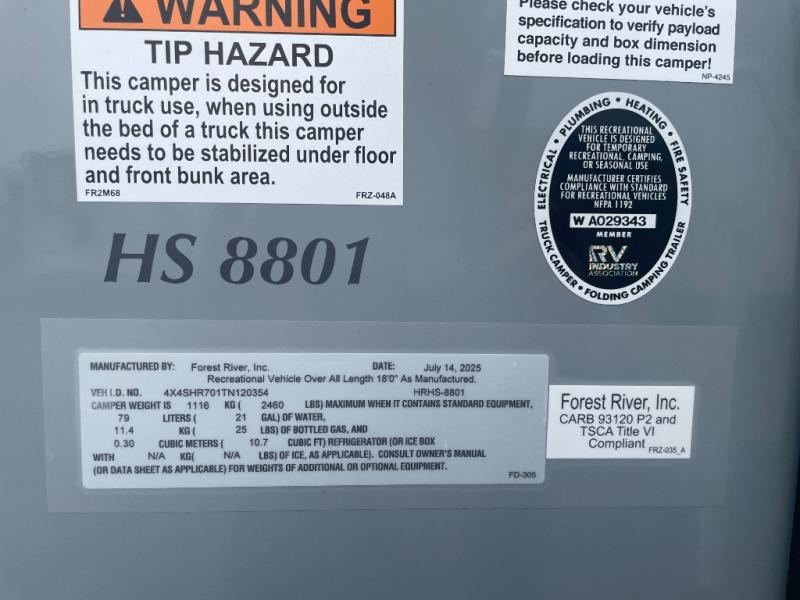 WARNING
TIP HAZARD
This camper is designed for
in truck use, when using outside
the bed of a truck this camper
needs to be stabilized under floor
and front bunk area.
FR2M68 FRZ-048A
Please check your vehicle's
specification to verify payload
capacity and box dimension
before loading this camper!
NP-4245
ELECTRICAL • PLUMBING • HEATING • FIRE SAFETY
THIS RECREATIONAL
VEHICLE IS DESIGNED
FOR TEMPORARY
RECREATIONAL, CAMPING,
OR SEASONAL USE
MANUFACTURER CERTIFIES
COMPLIANCE WITH STANDARD
FOR RECREATIONAL VEHICLES
NFPA 1192
W A029343
MEMBER
RV
INDUSTRY
ASSOCIATION
TRUCK CAMPER • FOLDING CAMPING TRAILER
HS 8801
MANUFACTURED BY: Forest River, Inc. DATE: July 14, 2025
Recreational Vehicle Over All Length 18'0" As Manufactured.
VEH I.D. NO. 4X4SHR701TN120354 HRHS-8801
CAMPER WEIGHT IS 1116 KG ( 2460 LBS) MAXIMUM WHEN IT CONTAINS STANDARD EQUIPMENT,
79 LITERS ( 21 GAL) OF WATER,
11.4 KG ( 25 LBS) OF BOTTLED GAS, AND
0.30 CUBIC METERS ( 10.7 CUBIC FT) REFRIGERATOR (OR ICE BOX
WITH N/A KG( N/A LBS) OF ICE, AS APPLICABLE). CONSULT OWNER'S MANUAL
(OR DATA SHEET AS APPLICABLE) FOR WEIGHTS OF ADDITIONAL OR OPTIONAL EQUIPMENT.
FD-305
Forest River, Inc.
CARB 93120 P2 and
TSCA Title VI
Compliant
FRZ-035_A